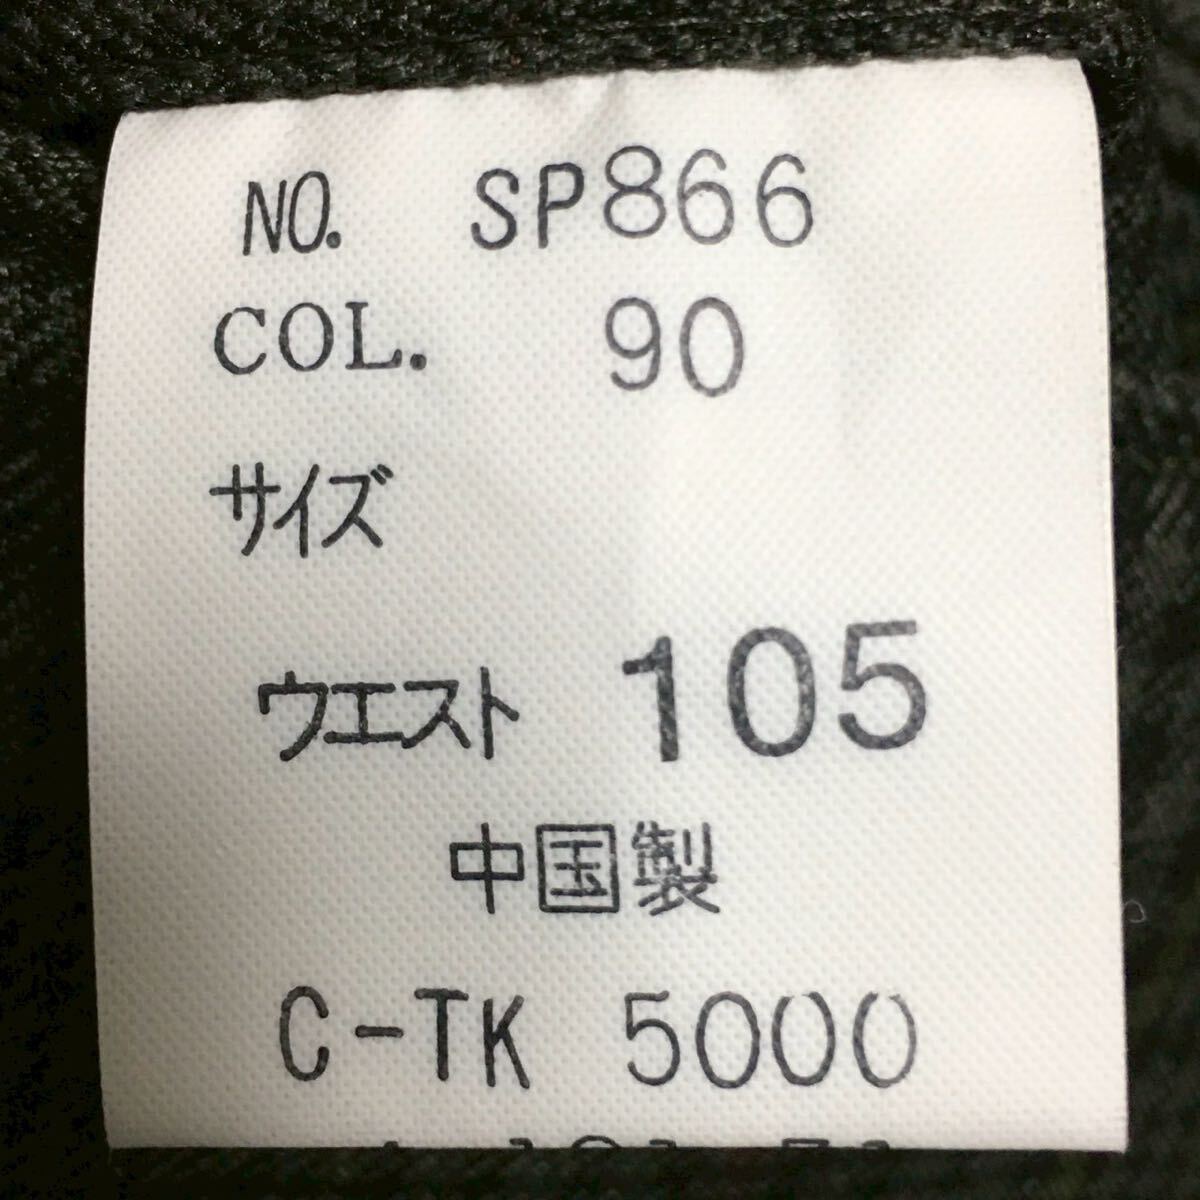 NO. SP866
COL. 90
サイズ
ウエスト 105
中国製
C-TK 5000